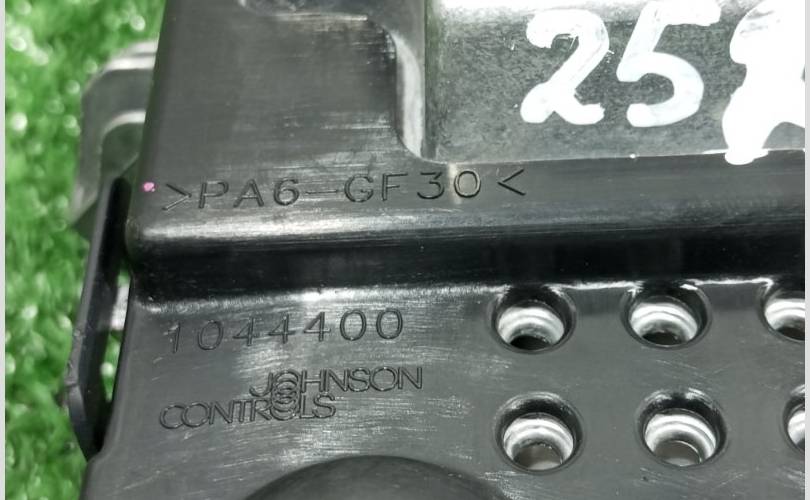 25
>PA6-GF30<
1044400
JOHNSON
CONTROLS